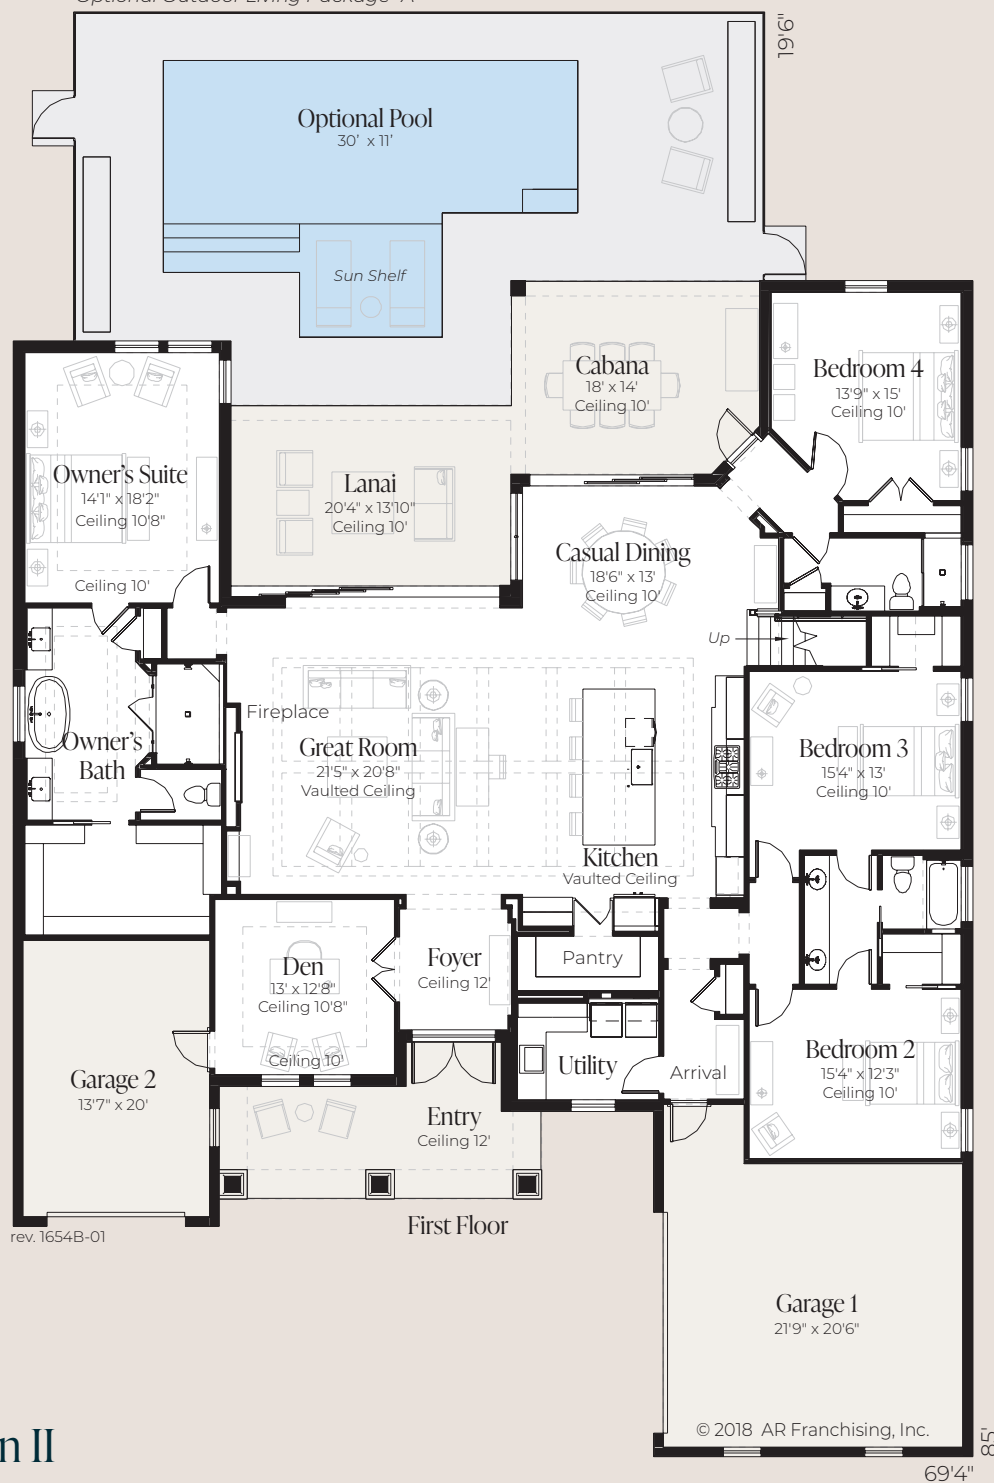 Optional Outdoor Living Package A
19'6"
Optional Pool
30' x 11'
Sun Shelf
Cabana
18' x 14'
Ceiling 10'
Bedroom 4
13'9" x 15'
Ceiling 10'
Owner's Suite
14'1" x 18'2"
Ceiling 10'8"
Ceiling 10'
Lanai
20'4" x 13'10"
Ceiling 10'
Casual Dining
18'6" x 13'
Ceiling 10'
Up
Fireplace
Owner's
Bath
Great Room
21'5" x 20'8"
Vaulted Ceiling
Bedroom 3
15'4" x 13'
Ceiling 10'
Kitchen
Vaulted Ceiling
Den
13' x 12'8"
Ceiling 10'8"
Ceiling 10'
Foyer
Ceiling 12'
Pantry
Utility
Arrival
Bedroom 2
15'4" x 12'3"
Ceiling 10'
Garage 2
13'7" x 20'
Entry
Ceiling 12'
First Floor
rev. 1654B-01
Garage 1
21'9" x 20'6"
© 2018 AR Franchising, Inc.
n II
85'
69'4"